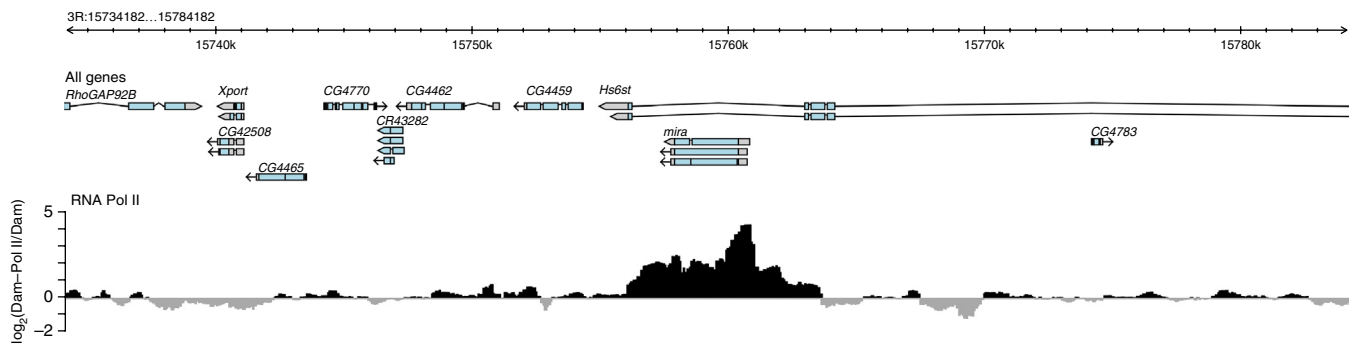 3R:15734182…15784182
15740k 15750k 15760k 15770k 15780k
All genes
RhoGAP92B Xport CG4770 CG4462 CG4459 Hs6st
CR43282
CG42508 mira CG4783
CG4465
RNA Pol II
5
0
–2
log2(Dam–Pol II/Dam)